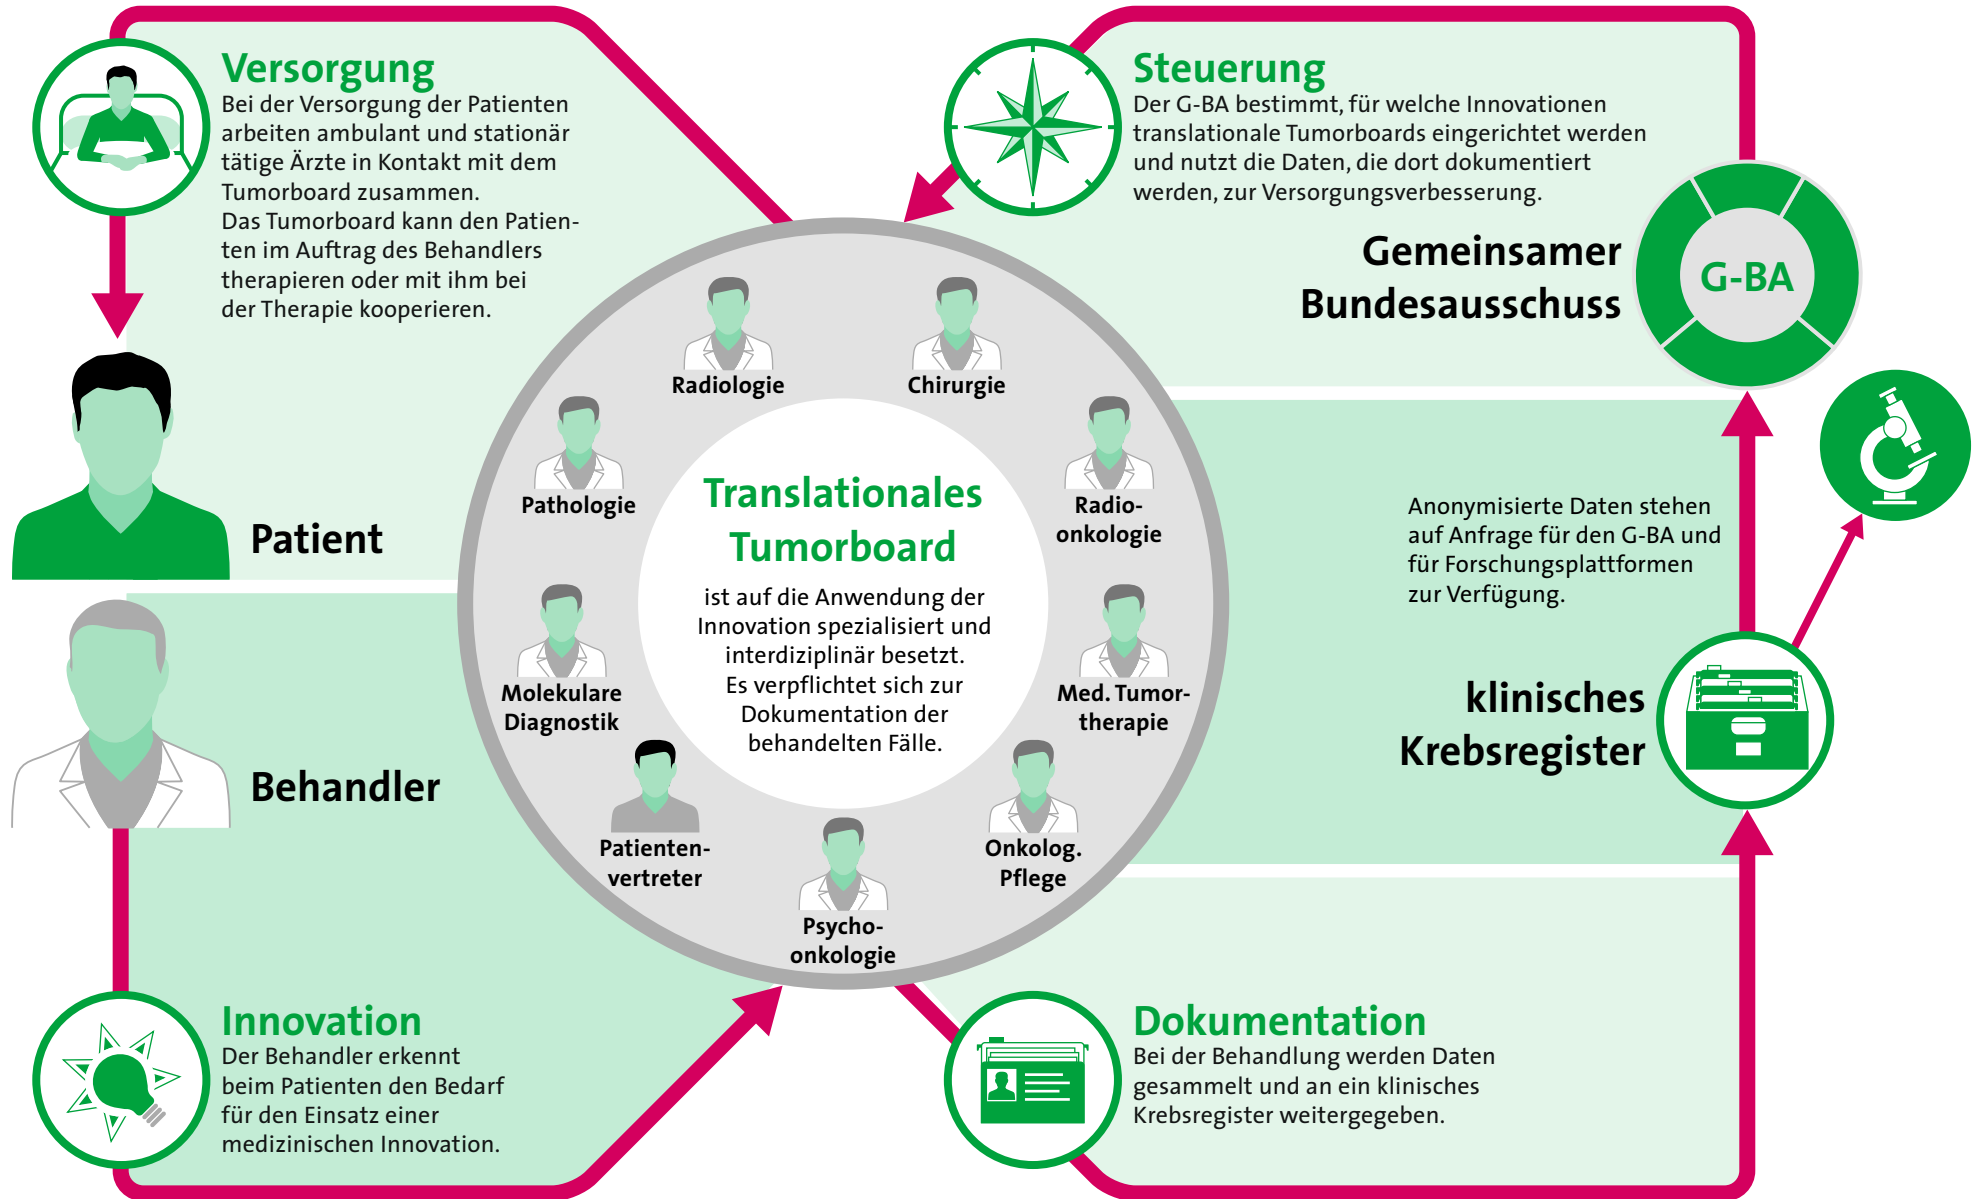 Versorgung
Bei der Versorgung der Patienten
arbeiten ambulant und stationär
tätige Ärzte in Kontakt mit dem
Tumorboard zusammen.
Das Tumorboard kann den Patien-
ten im Auftrag des Behandlers
therapieren oder mit ihm bei
der Therapie kooperieren.
Steuerung
Der G-BA bestimmt, für welche Innovationen
translationale Tumorboards eingerichtet werden
und nutzt die Daten, die dort dokumentiert
werden, zur Versorgungsverbesserung.
Gemeinsamer
Bundesausschuss
G-BA
Patient
Behandler
Radiologie
Chirurgie
Pathologie
Radio-
onkologie
Molekulare
Diagnostik
Med. Tumor-
therapie
Patienten-
vertreter
Onkolog.
Pflege
Psycho-
onkologie
Translationales
Tumorboard
ist auf die Anwendung der
Innovation spezialisiert und
interdiziplinär besetzt.
Es verpflichtet sich zur
Dokumentation der
behandelten Fälle.
Anonymisierte Daten stehen
auf Anfrage für den G-BA und
für Forschungsplattformen
zur Verfügung.
klinisches
Krebsregister
Innovation
Der Behandler erkennt
beim Patienten den Bedarf
für den Einsatz einer
medizinischen Innovation.
Dokumentation
Bei der Behandlung werden Daten
gesammelt und an ein klinisches
Krebsregister weitergegeben.